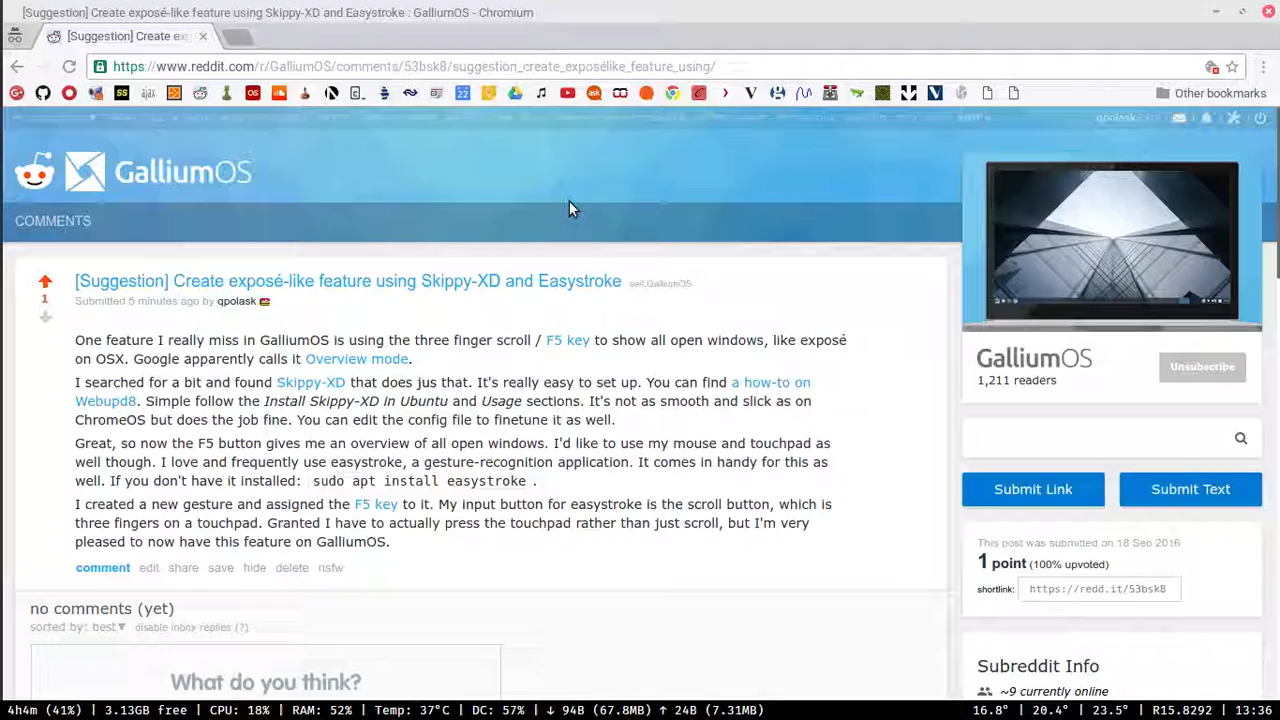 [Suggestion] Create exposé-like feature using Skippy-XD and Easystroke : GalliumOS - Chromium
[Suggestion] Create ex
https://www.reddit.com/r/GalliumOS/comments/53bsk8/suggestion_create_exposélike_feature_using/
Other bookmarks
qpolask
GalliumOS
COMMENTS
[Suggestion] Create exposé-like feature using Skippy-XD and Easystroke self.GalliumOS
1
Submitted 5 minutes ago by qpolask
One feature I really miss in GalliumOS is using the three finger scroll / F5 key to show all open windows, like exposé
on OSX. Google apparently calls it Overview mode.
I searched for a bit and found Skippy-XD that does jus that. It's really easy to set up. You can find a how-to on
Webupd8. Simple follow the Install Skippy-XD in Ubuntu and Usage sections. It's not as smooth and slick as on
ChromeOS but does the job fine. You can edit the config file to finetune it as well.
Great, so now the F5 button gives me an overview of all open windows. I'd like to use my mouse and touchpad as
well though. I love and frequently use easystroke, a gesture-recognition application. It comes in handy for this as
well. If you don't have it installed: sudo apt install easystroke .
I created a new gesture and assigned the F5 key to it. My input button for easystroke is the scroll button, which is
three fingers on a touchpad. Granted I have to actually press the touchpad rather than just scroll, but I'm very
pleased to now have this feature on GalliumOS.
comment edit share save hide delete nsfw
no comments (yet)
sorted by: best▼ disable inbox replies (?)
What do you think?
GalliumOS
Unsubscribe
1,211 readers
Submit Link
Submit Text
This post was submitted on 18 Sep 2016
1 point (100% upvoted)
shortlink: https://redd.it/53bsk8
Subreddit Info
~9 currently online
4h4m (41%) | 3.13GB free | CPU: 18% | RAM: 52% | Temp: 37°C | DC: 57% | ↓ 94B (67.8MB) ↑ 24B (7.31MB) 16.8° | 20.4° | 23.5° | R15.8292 | 13:36